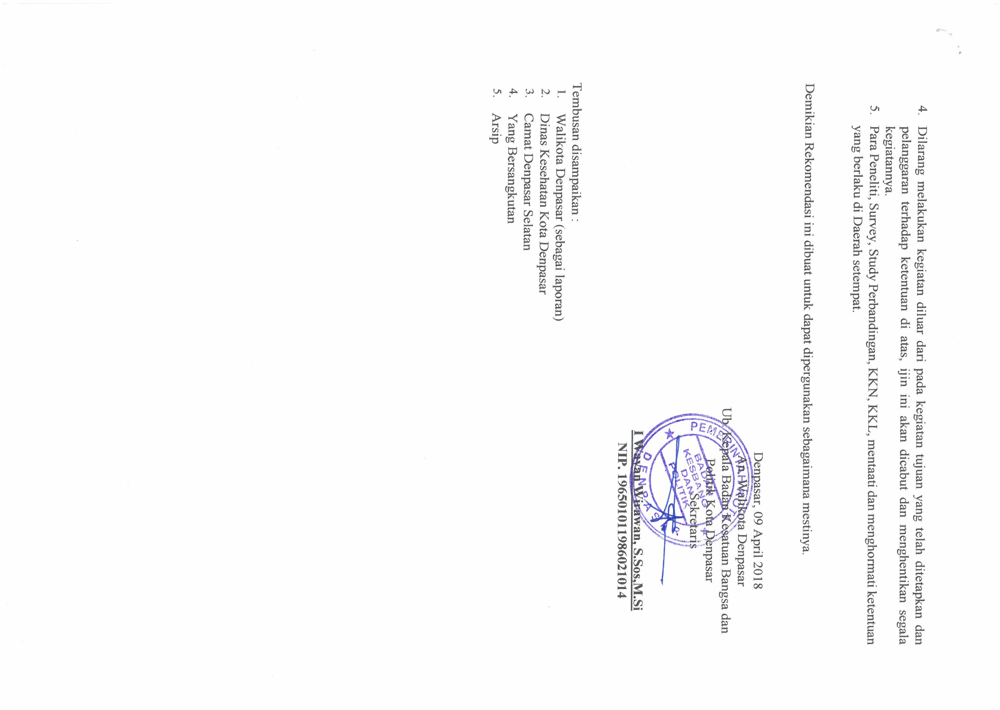 4. Dilarang melakukan kegiatan diluar dari pada kegiatan tujuan yang telah ditetapkan dan
pelanggaran terhadap ketentuan di atas, ijin ini akan dicabut dan menghentikan segala
kegiatannya.
5. Para Peneliti, Survey, Study Perbandingan, KKN, KKL, mentaati dan menghormati ketentuan
yang berlaku di Daerah setempat.
Demikian Rekomendasi ini dibuat untuk dapat dipergunakan sebagaimana mestinya.
Denpasar, 09 April 2018
An Walikota Denpasar
Ub. Kepala Badan Kesatuan Bangsa dan
Politik Kota Denpasar
Sekretaris
PEMERINTAH KOTA
BADAN
KESBANG
DAN
POLITIK
DENPASAR
I Wayan Wirawan, S.Sos,M.Si
NIP. 196501011986021014
Tembusan disampaikan :
1. Walikota Denpasar (sebagai laporan)
2. Dinas Kesehatan Kota Denpasar
3. Camat Denpasar Selatan
4. Yang Bersangkutan
5. Arsip